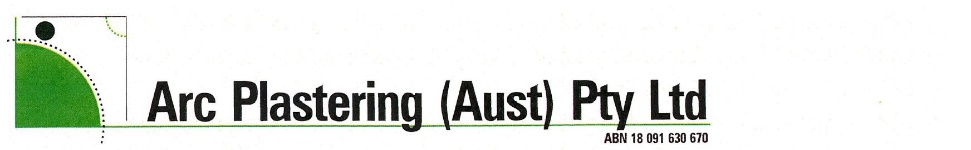 Arc Plastering (Aust) Pty Ltd
ABN 18 091 630 670